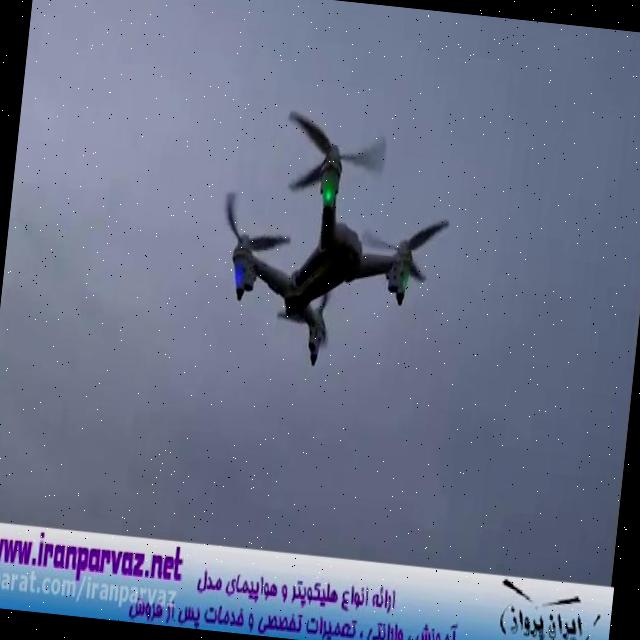 www.iranparvaz.net
arat.com/iranparvaz
ارائه انواع هلیکوپتر و هواپیمای مدل
آموزش، گارانتی، تعمیرات تخصصی و خدمات پس از فروش
(ایران پرواز)